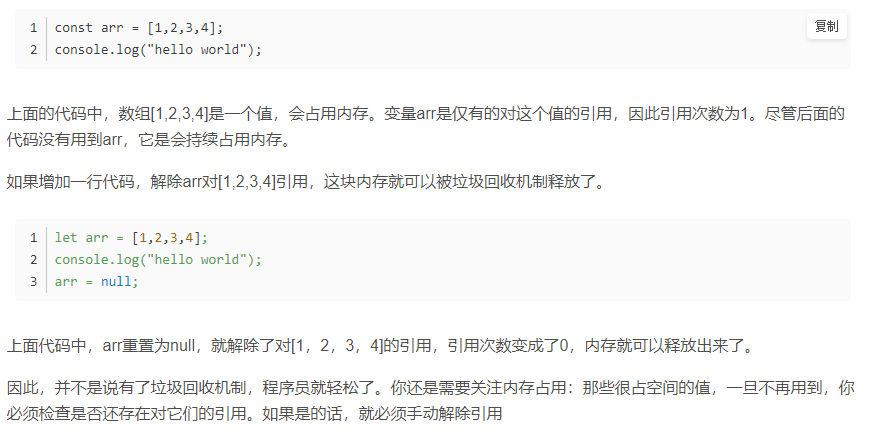 1 const arr = [1,2,3,4];
复制
2 console.log("hello world");
上面的代码中，数组[1,2,3,4]是一个值，会占用内存。变量arr是仅有的对这个值的引用，因此引用次数为1。尽管后面的
代码没有用到arr，它是会持续占用内存。
如果增加一行代码，解除arr对[1,2,3,4]引用，这块内存就可以被垃圾回收机制释放了。
1 let arr = [1,2,3,4];
2 console.log("hello world");
3 arr = null;
上面代码中，arr重置为null，就解除了对[1，2，3，4]的引用，引用次数变成了0，内存就可以释放出来了。
因此，并不是说有了垃圾回收机制，程序员就轻松了。你还是需要关注内存占用：那些很占空间的值，一旦不再用到，你
必须检查是否还存在对它们的引用。如果是的话，就必须手动解除引用